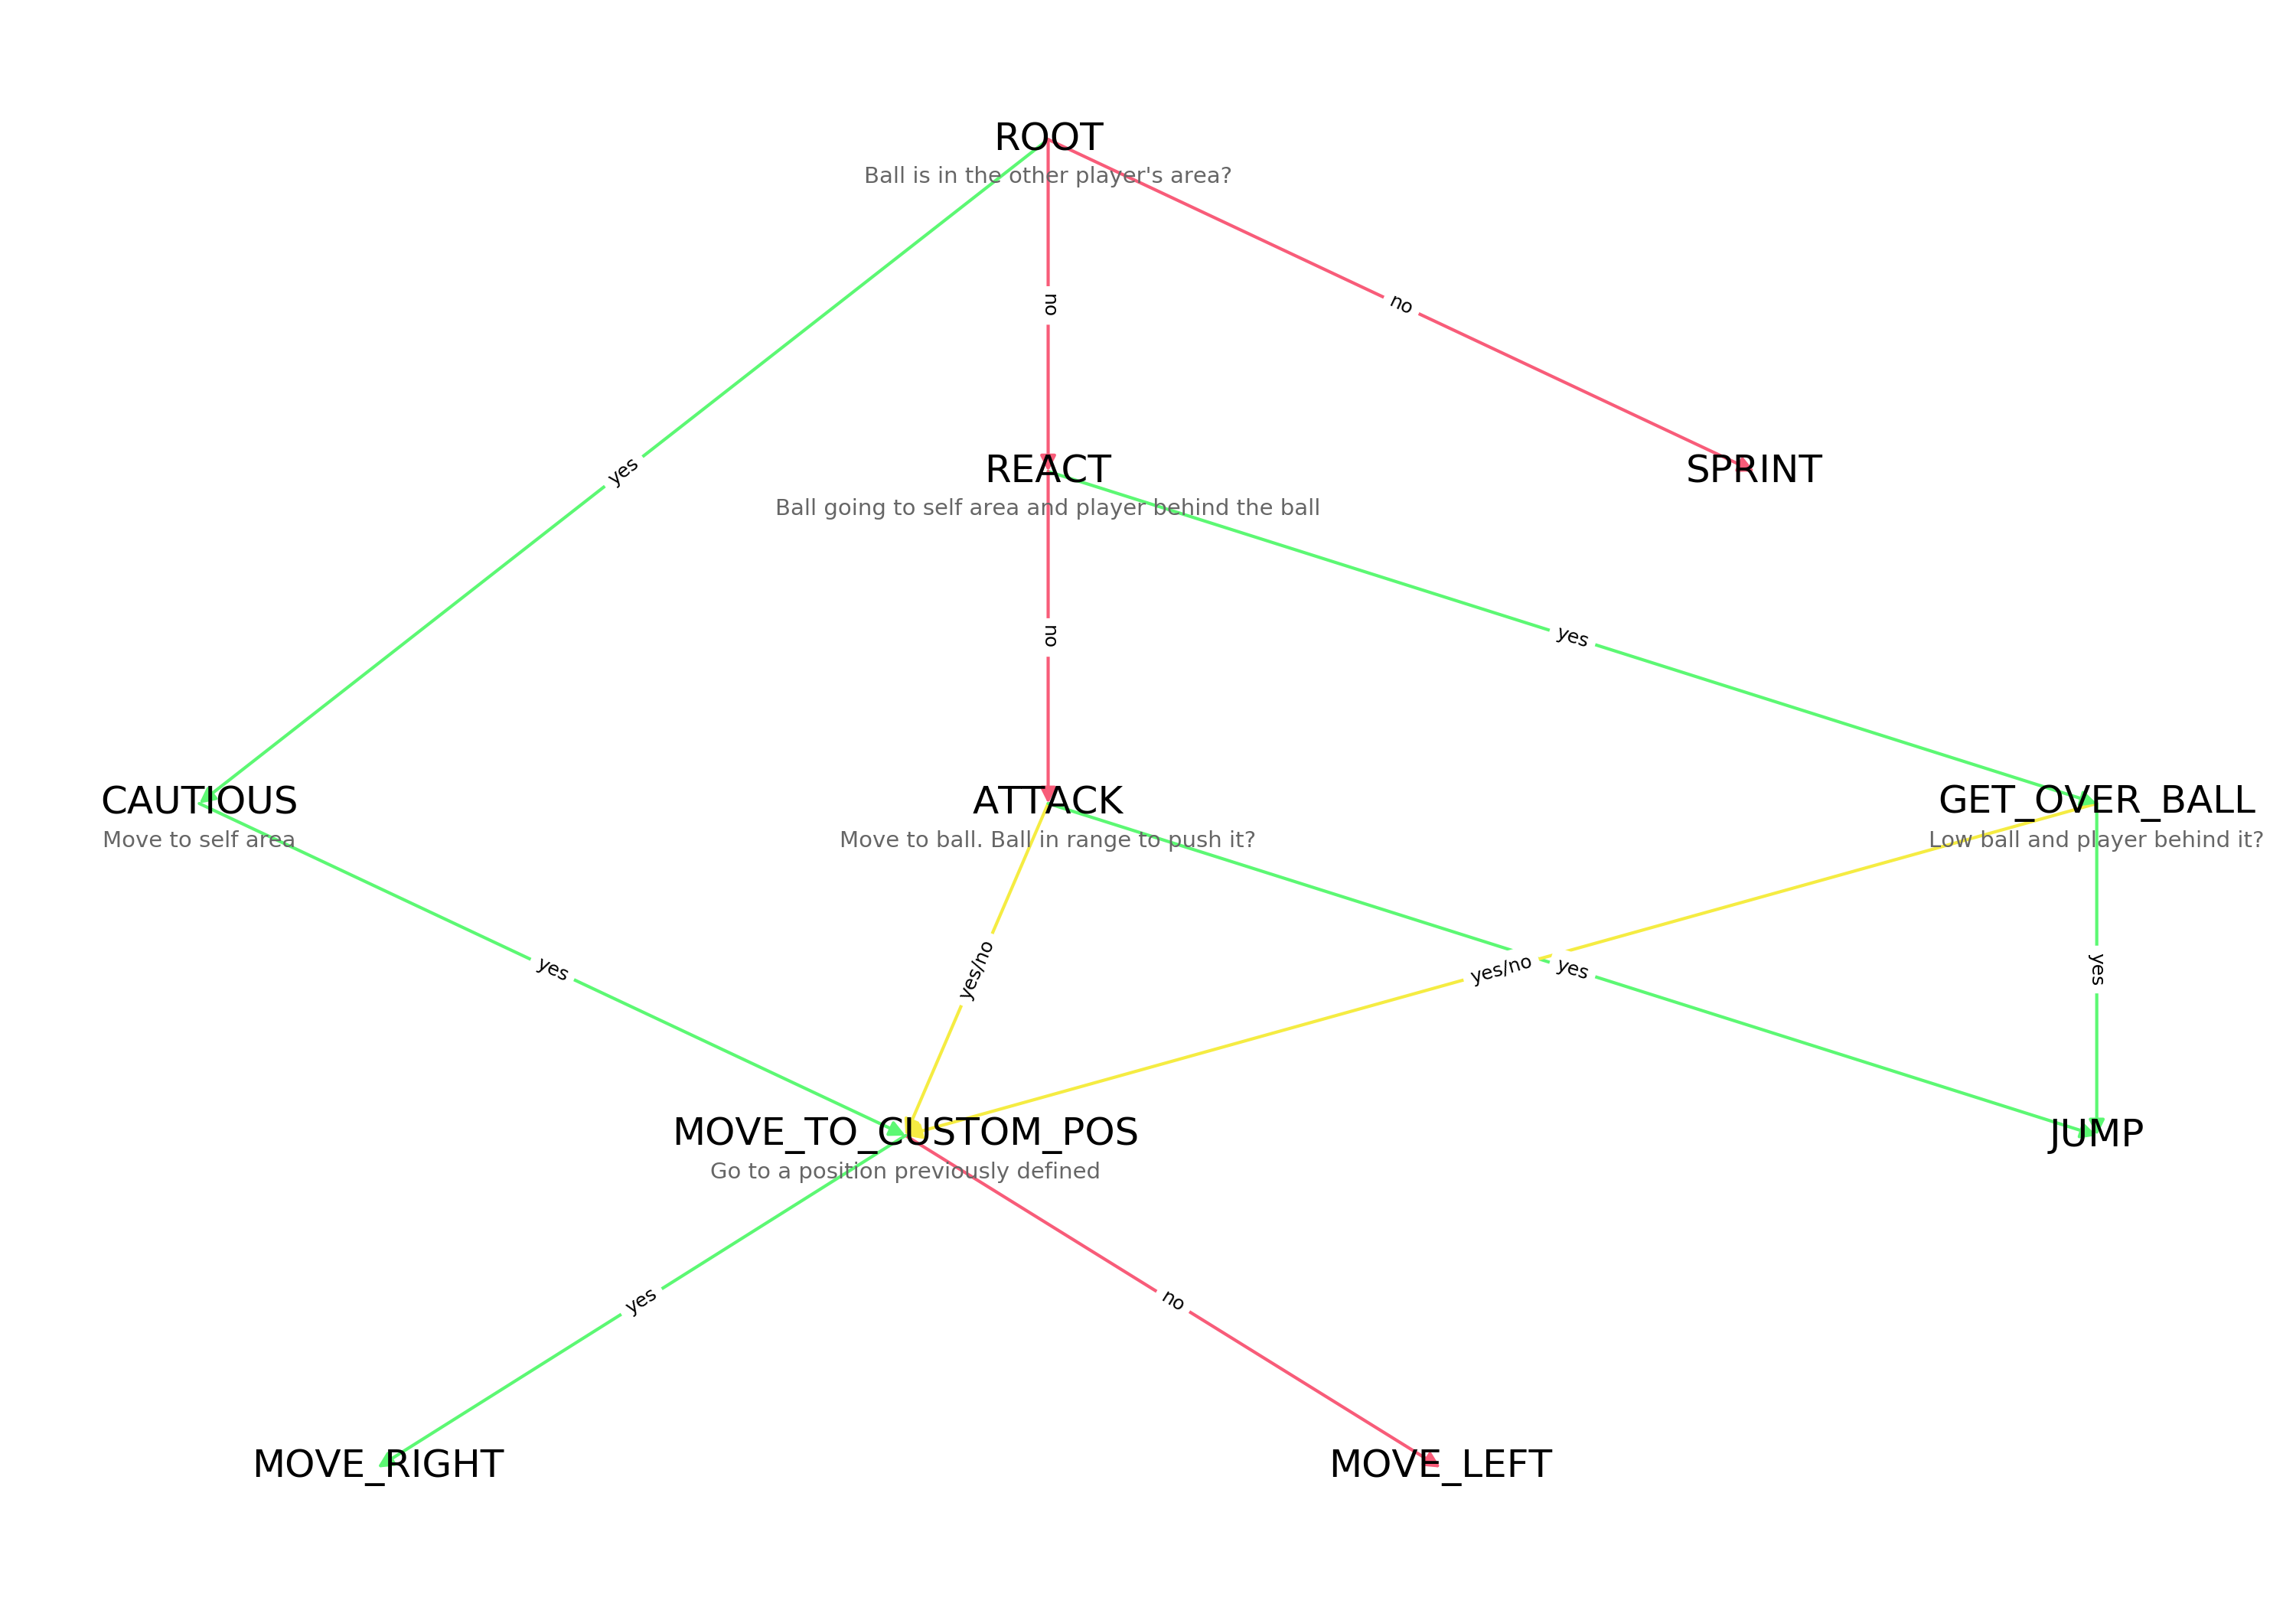 ROOT
Ball is in the other player's area?
no
no
yes
REACT
SPRINT
Ball going to self area and player behind the ball
no
yes
CAUTIOUS
ATTACK
GET_OVER_BALL
Move to self area
Move to ball. Ball in range to push it?
Low ball and player behind it?
yes
yes/no
yes/no
yes
yes
MOVE_TO_CUSTOM_POS
JUMP
Go to a position previously defined
yes
no
MOVE_RIGHT
MOVE_LEFT